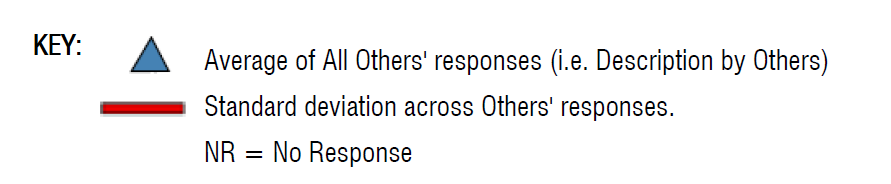 KEY:
Average of All Others' responses (i.e. Description by Others)
Standard deviation across Others' responses.
NR = No Response